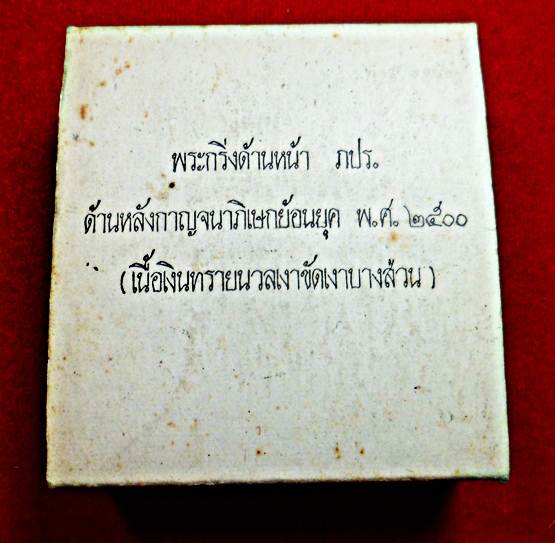 พระกริ่งด้านหน้า ภปร.
ด้านหลังกาญจนาภิเษกย้อนยุค พ.ศ. ๒๕๐๐
(เนื้อเงินทรายนวลเงาขัดเงาบางส่วน)